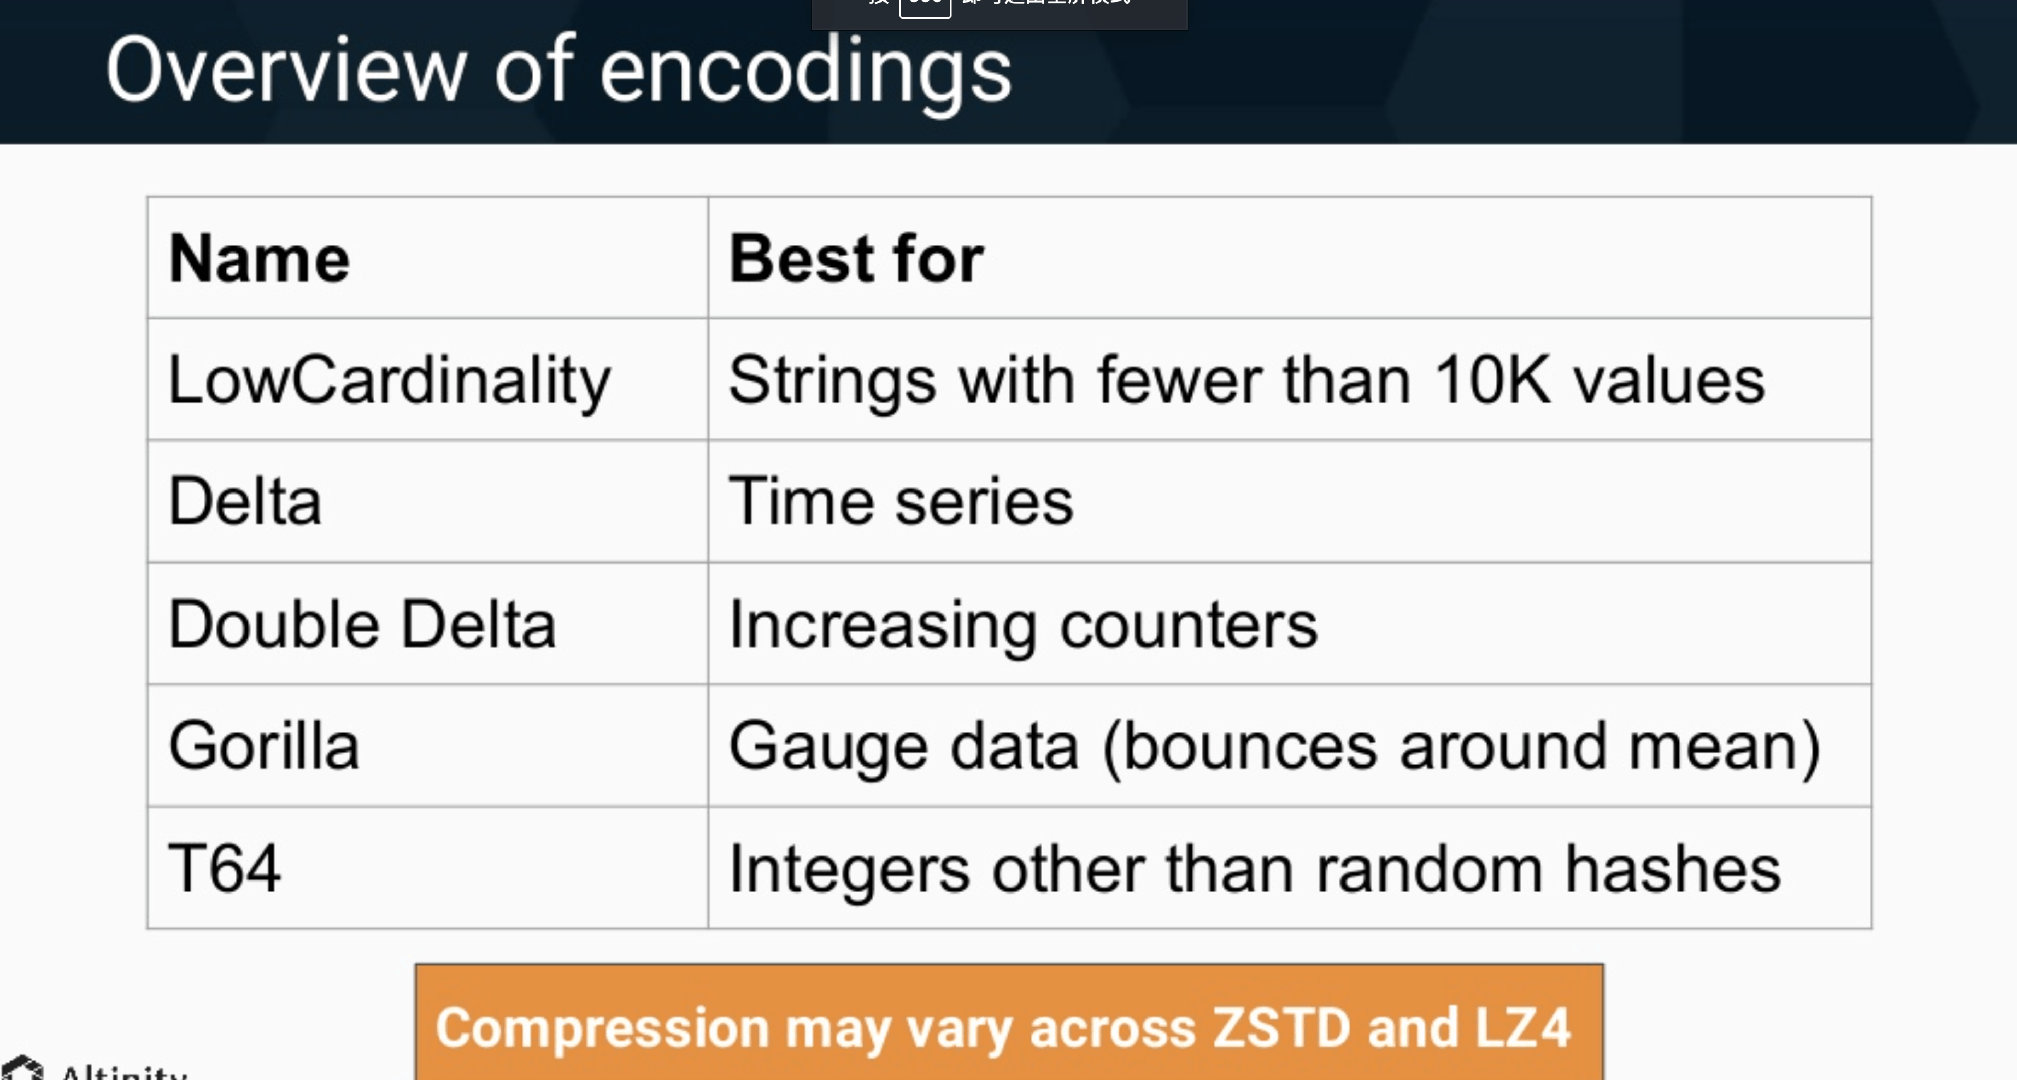 Overview of encodings
Name Best for
LowCardinality Strings with fewer than 10K values
Delta Time series
Double Delta Increasing counters
Gorilla Gauge data (bounces around mean)
T64 Integers other than random hashes
Compression may vary across ZSTD and LZ4
Altinity